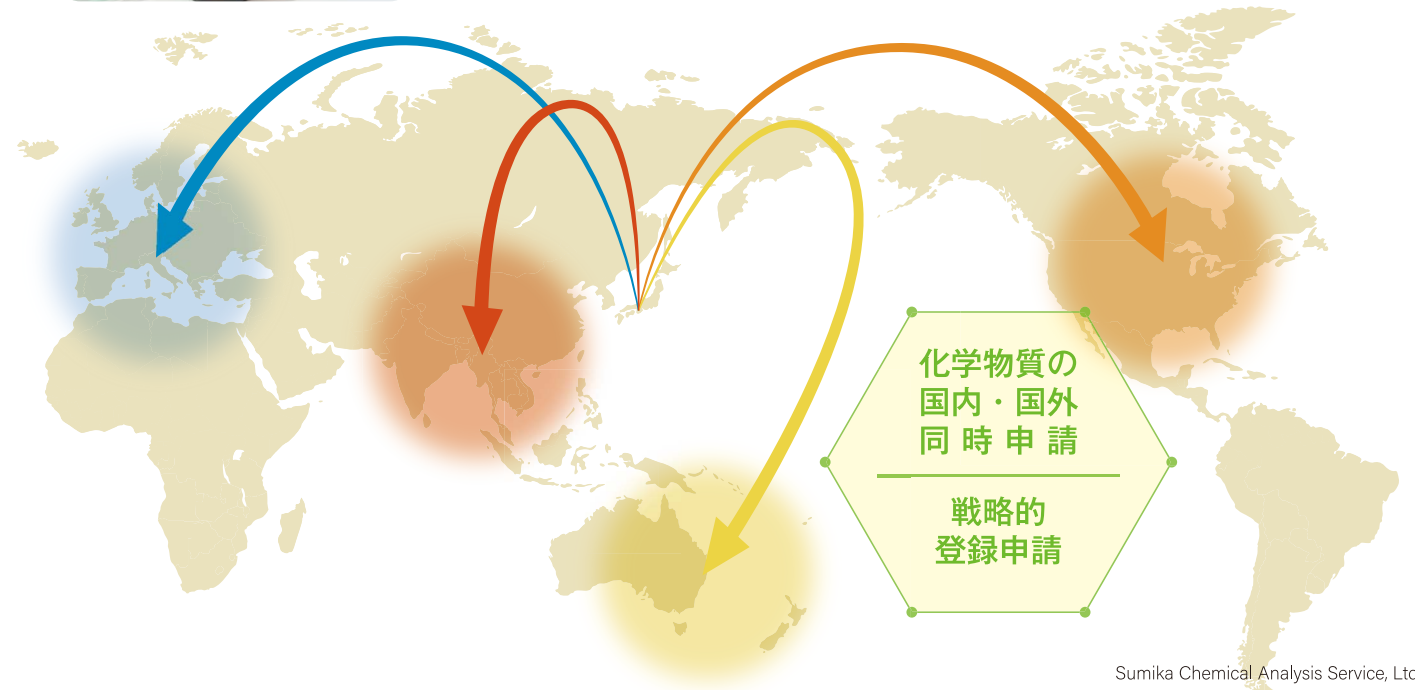 化学物質の
国内・国外
同時申請
戦略的
登録申請
Sumika Chemical Analysis Service, Ltd